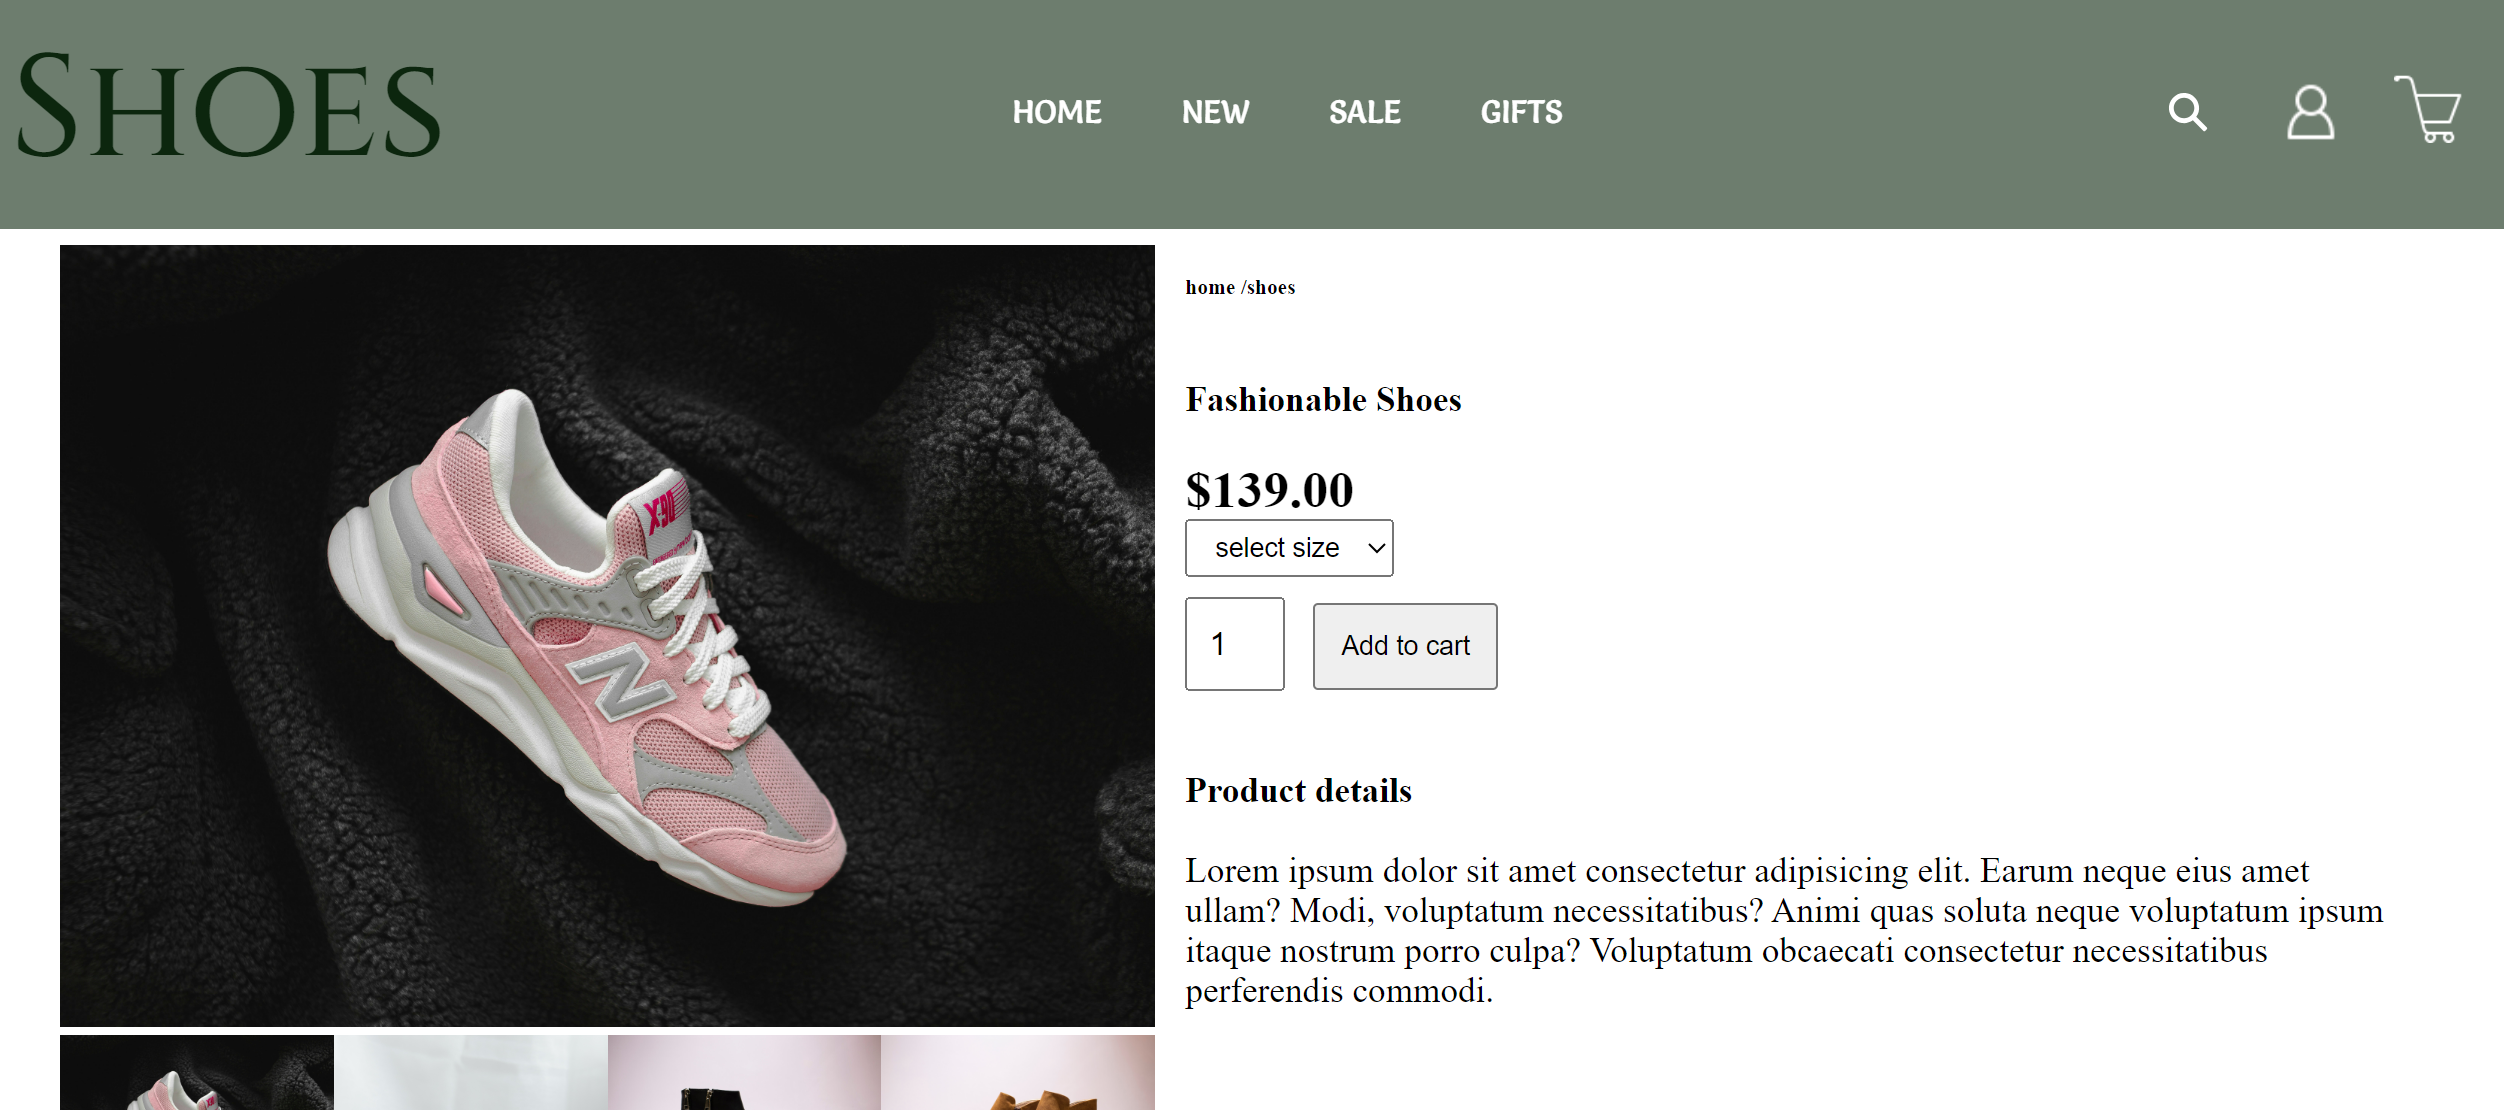 SHOES
HOME NEW SALE GIFTS
home /shoes
Fashionable Shoes
$139.00
select size
1 Add to cart
X-90
N
Product details
Lorem ipsum dolor sit amet consectetur adipisicing elit. Earum neque eius amet
ullam? Modi, voluptatum necessitatibus? Animi quas soluta neque voluptatum ipsum
itaque nostrum porro culpa? Voluptatum obcaecati consectetur necessitatibus
perferendis commodi.